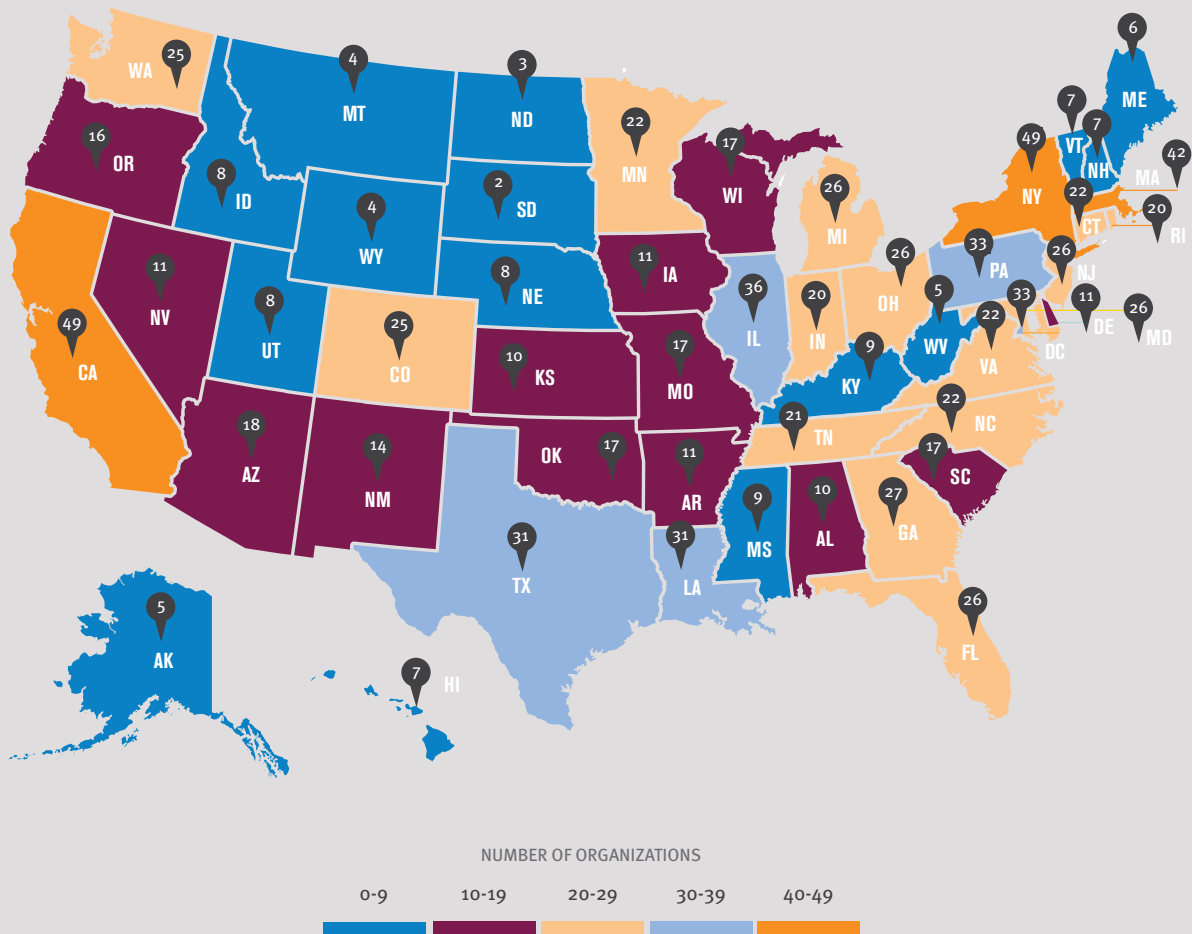 6
ME
25
WA
4
MT
3
ND
7
VT
7
NH
49
NY
42
MA
22
MN
16
OR
17
WI
8
ID
2
SD
26
MI
22
CT
20
RI
4
WY
11
NV
11
IA
8
NE
26
OH
33
PA
26
NJ
8
UT
36
IL
20
IN
5
WV
33
DC
11
DE
26
MD
49
CA
25
CO
22
VA
10
KS
17
MO
9
KY
18
AZ
14
NM
OK
17
11
AR
21
TN
22
NC
17
SC
31
TX
31
LA
9
MS
10
AL
27
GA
26
FL
5
AK
7
HI
NUMBER OF ORGANIZATIONS
0-9 10-19 20-29 30-39 40-49